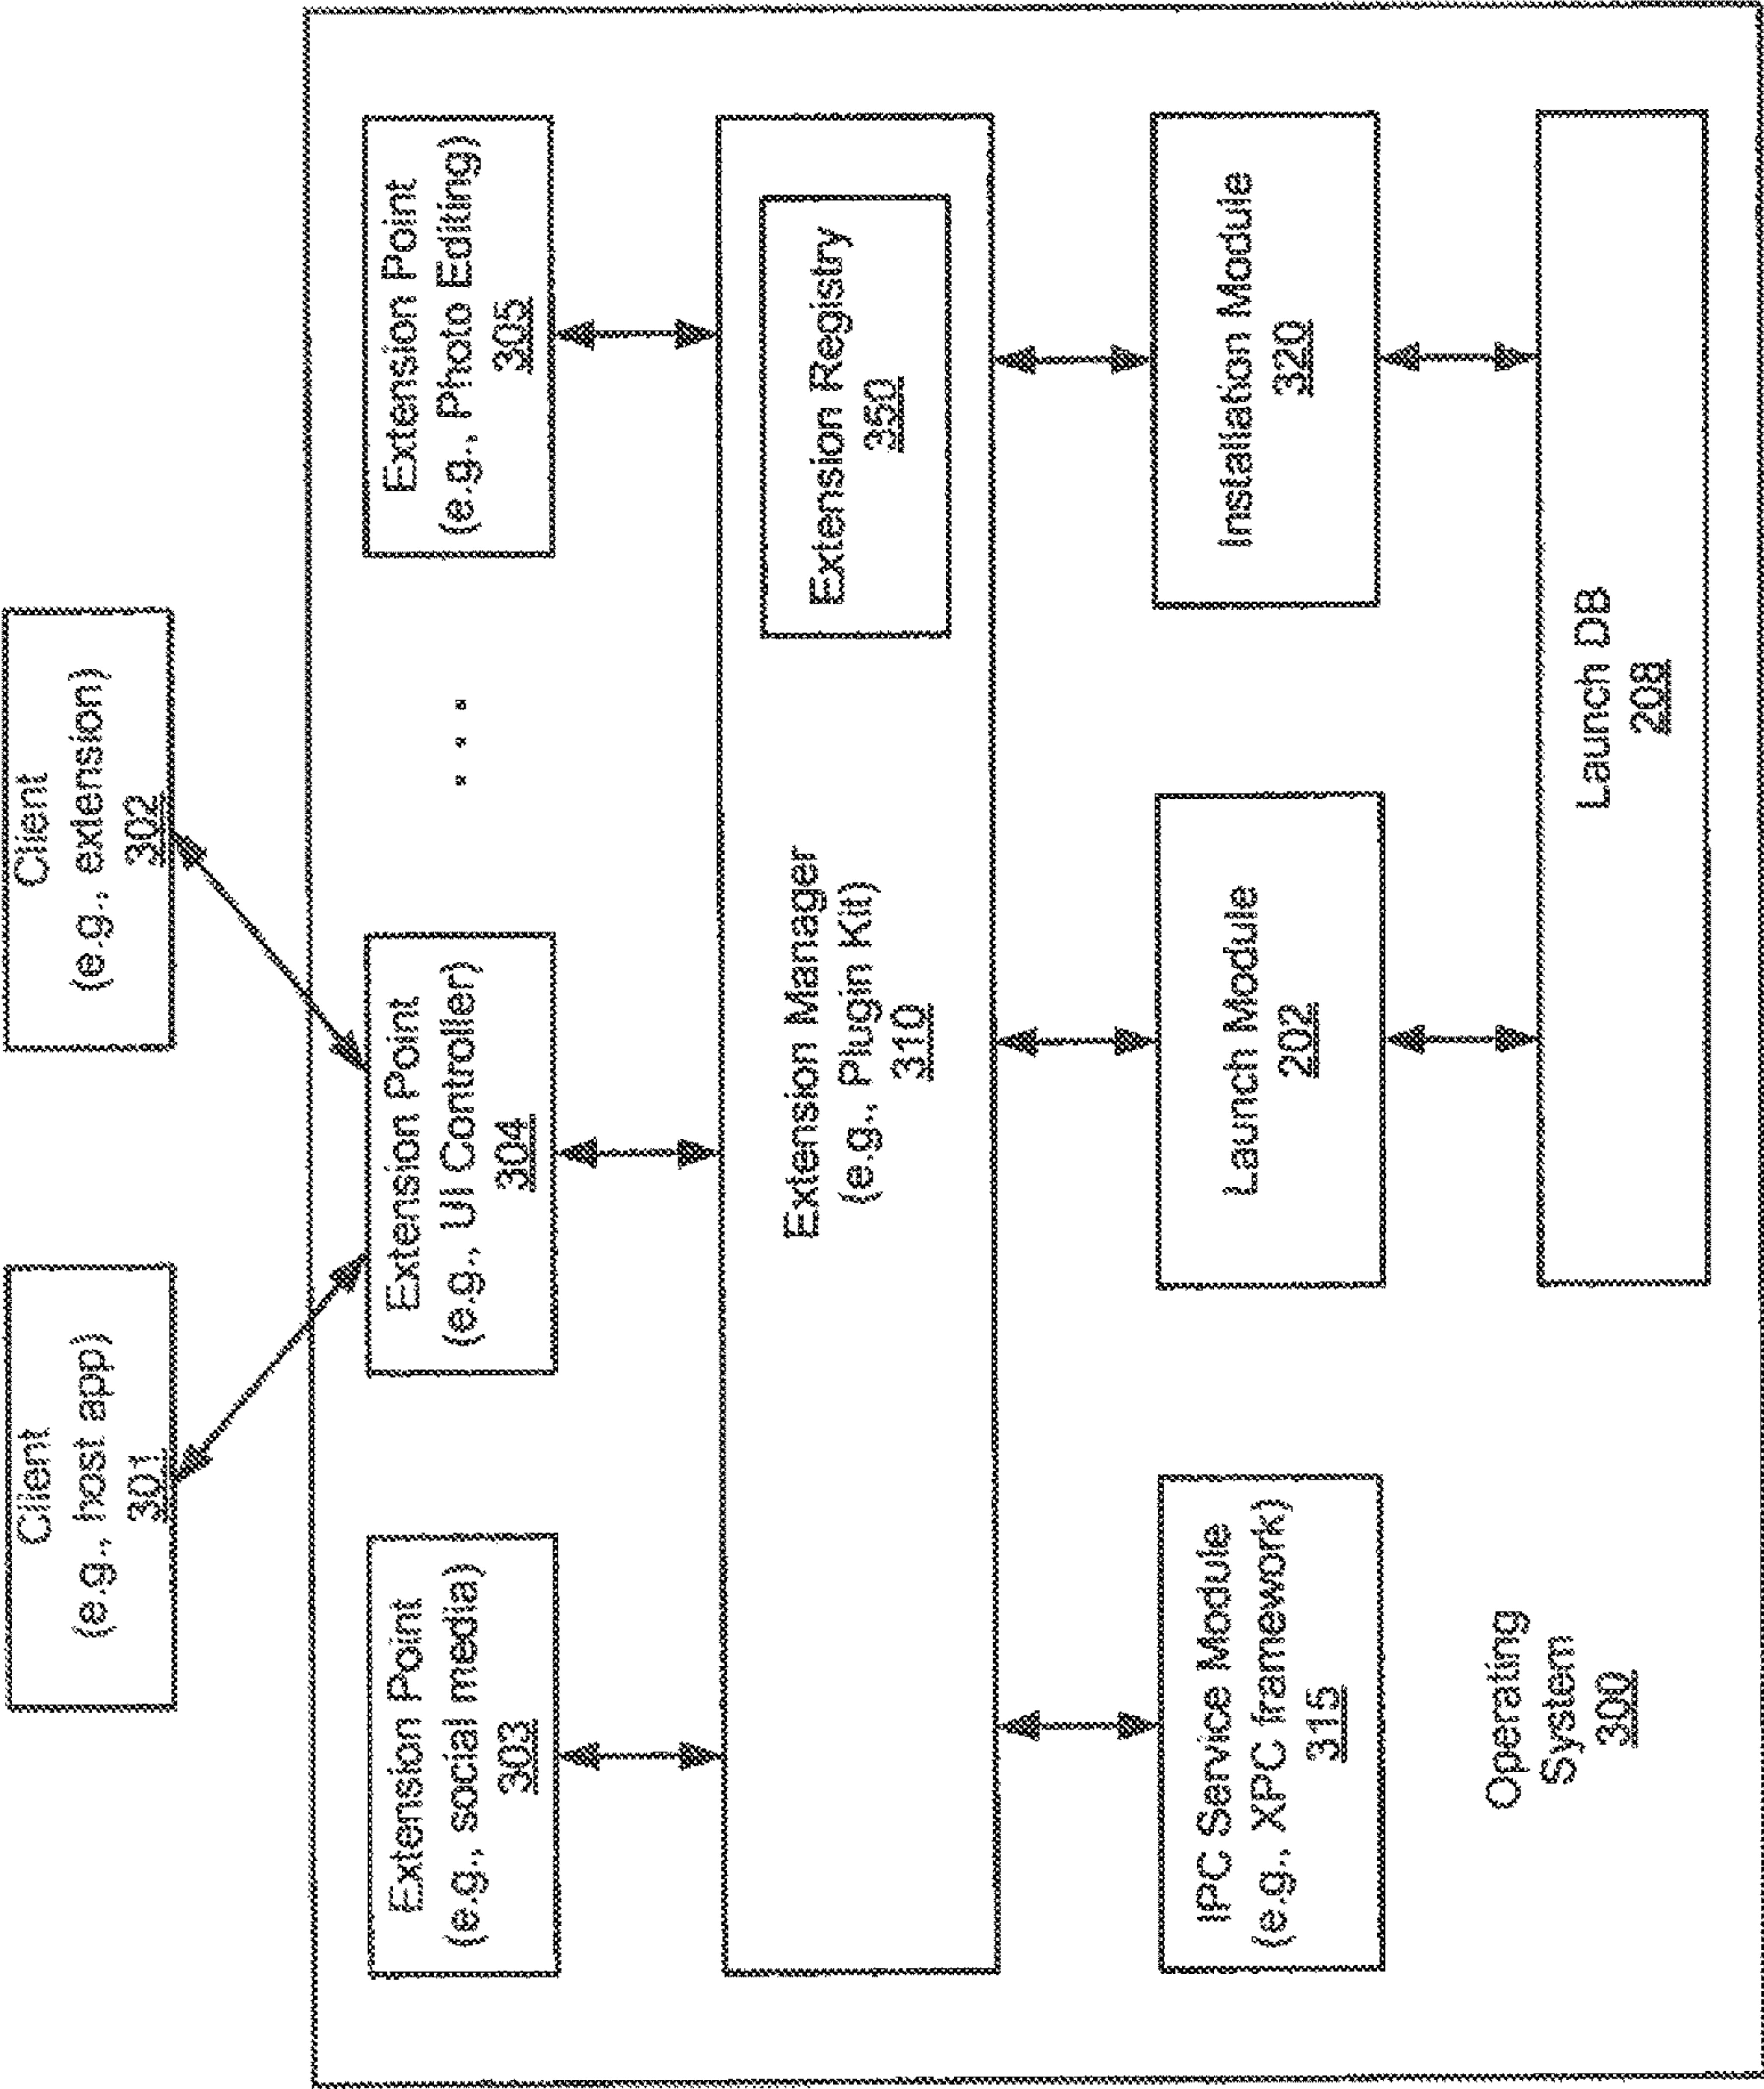 Client
(e.g., host app)
301
Client
(e.g., extension)
302
Extension Point
(e.g., social media)
303
Extension Point
(e.g., UI Controller)
304
. . .
Extension Point
(e.g., Photo Editing)
305
Extension Manager
(e.g., Plugin Kit)
310
Extension Registry
350
IPC Service Module
(e.g., XPC framework)
315
Launch Module
202
Installation Module
320
Operating
System
300
Launch DB
208